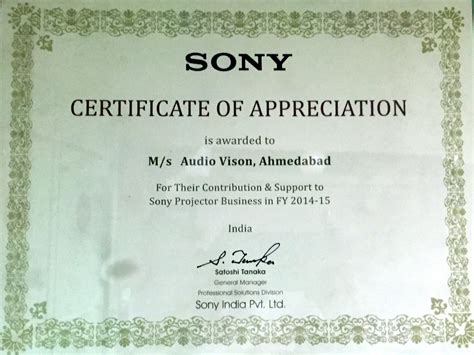 SONY
CERTIFICATE OF APPRECIATION
is awarded to
M/s Audio Vison, Ahmedabad
For Their Contribution & Support to
Sony Projector Business in FY 2014-15
India
S. Tanaka
Satoshi Tanaka
General Manager
Professional Solutions Division
Sony India Pvt. Ltd.